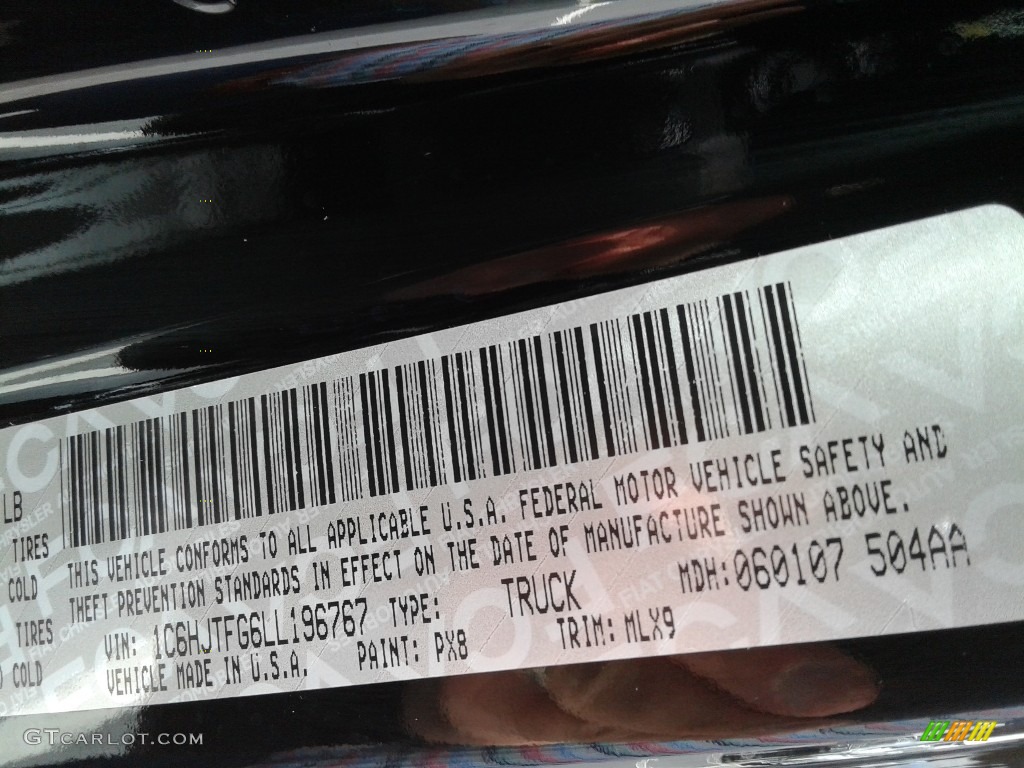 LB
TIRES
COLD
TIRES
COLD
THIS VEHICLE CONFORMS TO ALL APPLICABLE U.S.A. FEDERAL MOTOR VEHICLE SAFETY AND
THEFT PREVENTION STANDARDS IN EFFECT ON THE DATE OF MANUFACTURE SHOWN ABOVE.
VIN: 1C6HJTFG6LL196767 TYPE: TRUCK MDH:060107 504AA
VEHICLE MADE IN U.S.A. PAINT: PX8 TRIM: MLX9
GTCARLOT.COM